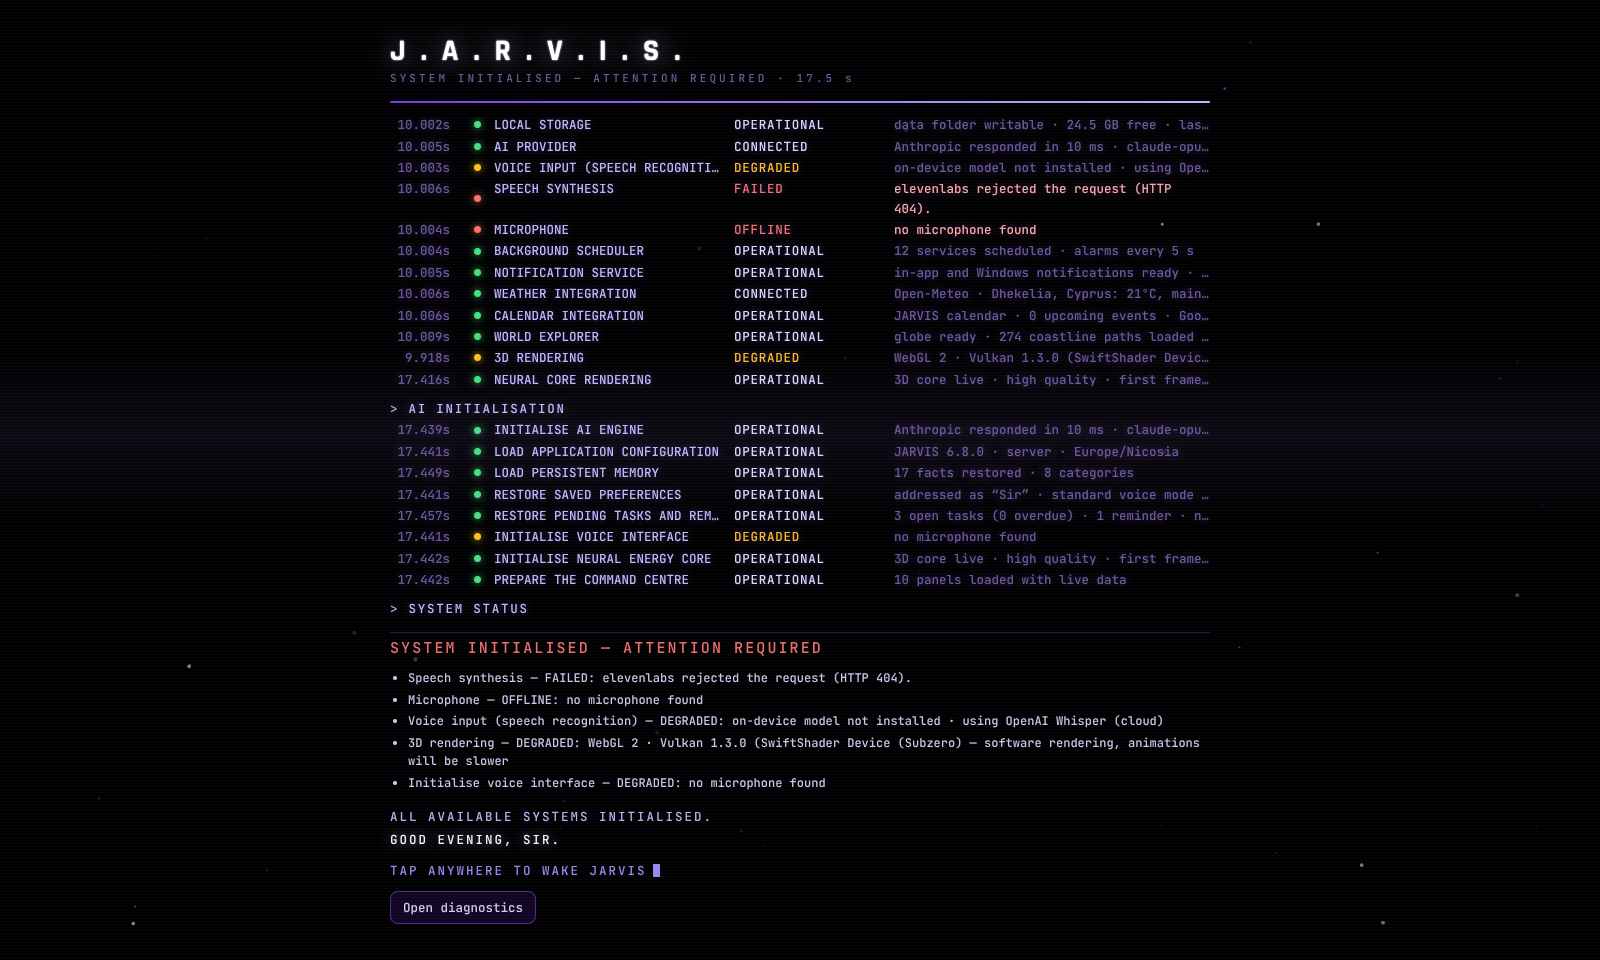 J.A.R.V.I.S.
SYSTEM INITIALISED — ATTENTION REQUIRED · 17.5 s
10.002s LOCAL STORAGE OPERATIONAL data folder writable · 24.5 GB free · las…
10.005s AI PROVIDER CONNECTED Anthropic responded in 10 ms · claude-opu…
10.003s VOICE INPUT (SPEECH RECOGNITI… DEGRADED on-device model not installed · using Ope…
10.006s SPEECH SYNTHESIS FAILED elevenlabs rejected the request (HTTP
404).
10.004s MICROPHONE OFFLINE no microphone found
10.004s BACKGROUND SCHEDULER OPERATIONAL 12 services scheduled · alarms every 5 s
10.005s NOTIFICATION SERVICE OPERATIONAL in-app and Windows notifications ready · …
10.006s WEATHER INTEGRATION CONNECTED Open-Meteo · Dhekelia, Cyprus: 21°C, main…
10.006s CALENDAR INTEGRATION OPERATIONAL JARVIS calendar · 0 upcoming events · Goo…
10.009s WORLD EXPLORER OPERATIONAL globe ready · 274 coastline paths loaded …
9.918s 3D RENDERING DEGRADED WebGL 2 · Vulkan 1.3.0 (SwiftShader Devic…
17.416s NEURAL CORE RENDERING OPERATIONAL 3D core live · high quality · first frame…
> AI INITIALISATION
17.439s INITIALISE AI ENGINE OPERATIONAL Anthropic responded in 10 ms · claude-opu…
17.441s LOAD APPLICATION CONFIGURATION OPERATIONAL JARVIS 6.8.0 · server · Europe/Nicosia
17.449s LOAD PERSISTENT MEMORY OPERATIONAL 17 facts restored · 8 categories
17.441s RESTORE SAVED PREFERENCES OPERATIONAL addressed as “Sir” · standard voice mode …
17.457s RESTORE PENDING TASKS AND REM… OPERATIONAL 3 open tasks (0 overdue) · 1 reminder · n…
17.441s INITIALISE VOICE INTERFACE DEGRADED no microphone found
17.442s INITIALISE NEURAL ENERGY CORE OPERATIONAL 3D core live · high quality · first frame…
17.442s PREPARE THE COMMAND CENTRE OPERATIONAL 10 panels loaded with live data
> SYSTEM STATUS
SYSTEM INITIALISED — ATTENTION REQUIRED
• Speech synthesis — FAILED: elevenlabs rejected the request (HTTP 404).
• Microphone — OFFLINE: no microphone found
• Voice input (speech recognition) — DEGRADED: on-device model not installed · using OpenAI Whisper (cloud)
• 3D rendering — DEGRADED: WebGL 2 · Vulkan 1.3.0 (SwiftShader Device (Subzero) — software rendering, animations
will be slower
• Initialise voice interface — DEGRADED: no microphone found
ALL AVAILABLE SYSTEMS INITIALISED.
GOOD EVENING, SIR.
TAP ANYWHERE TO WAKE JARVIS
Open diagnostics